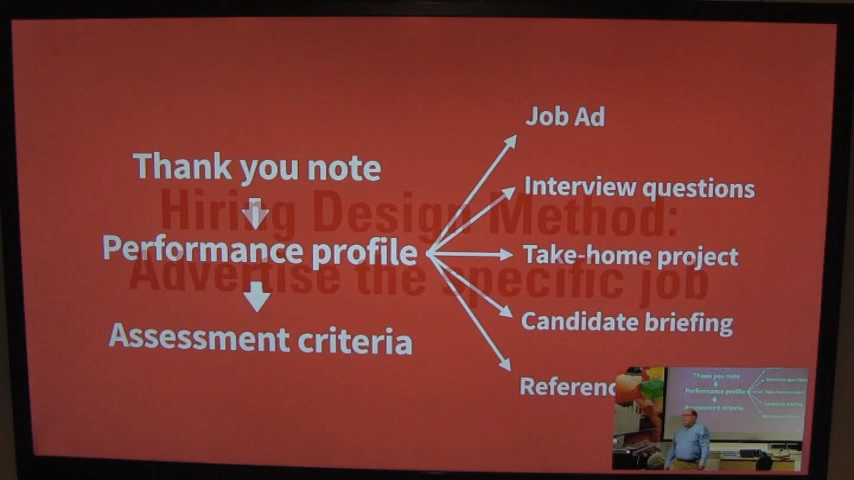 Thank you note
Performance profile
Assessment criteria
Job Ad
Interview questions
Take-home project
Candidate briefing
Hiring Design Method:
Advertise the specific job
Thank you note
Performance profile
Assessment criteria